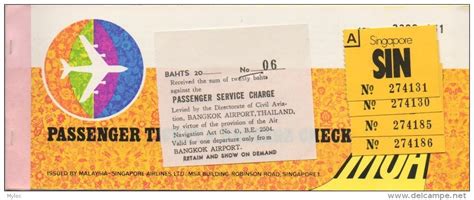 BAHTS 20
No 06
Received the sum of twenty bahts
against the
PASSENGER SERVICE CHARGE
Levied by the Directorate of Civil Avia-
tion, BANGKOK AIRPORT, THAILAND,
by virtue of the provision of the Air
Navigation Act (No. 4), B.E. 2504.
Valid for one departure only from
BANGKOK AIRPORT.
RETAIN AND SHOW ON DEMAND
A
Singapore
SIN
No 274131
No 274130
No 274185
No 274186
PASSENGER TI
HECK
ISSUED BY MALAYSIA-SINGAPORE AIRLINES LTD. MSA BUILDING, ROBINSON ROAD, SINGAPORE 1.